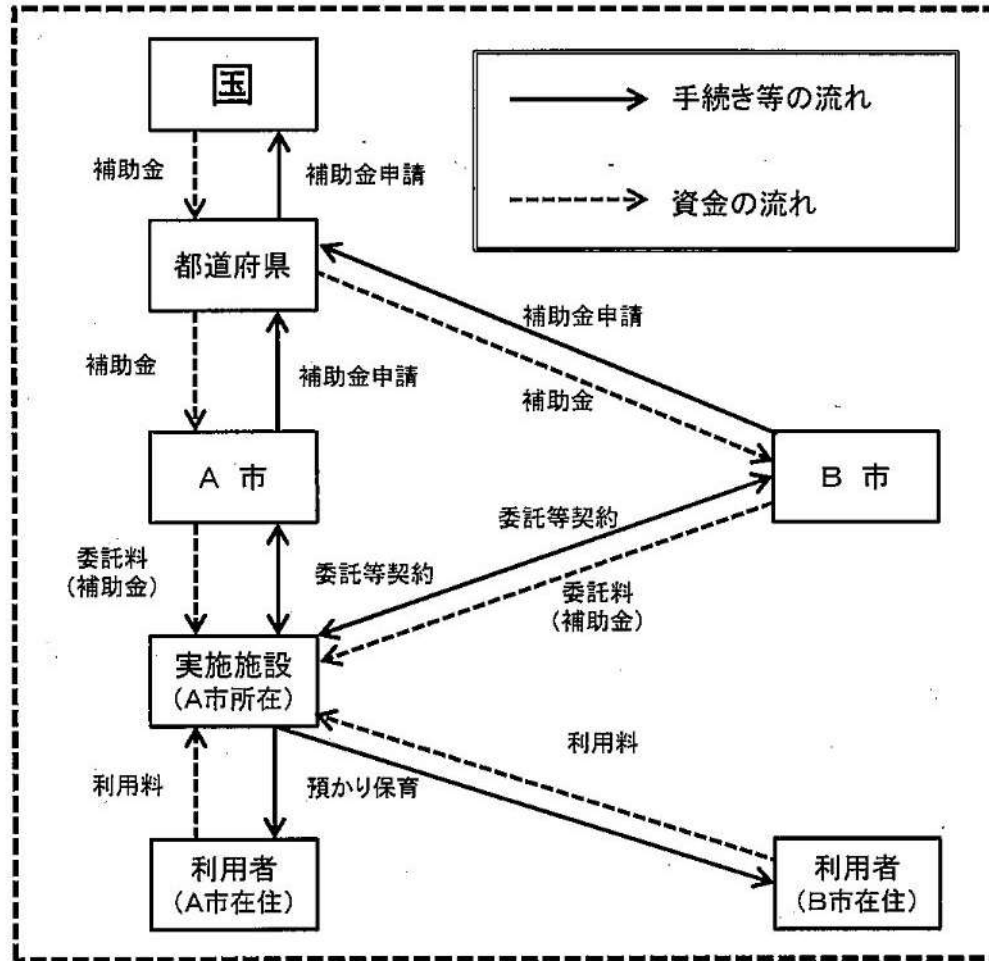 国
手続き等の流れ
資金の流れ
補助金
補助金申請
都道府県
補助金申請
補助金
補助金
補助金申請
A 市
B 市
委託料
(補助金)
委託等契約
委託等契約
委託料
(補助金)
実施施設
(A市所在)
利用料
利用料
預かり保育
利用者
(A市在住)
利用者
(B市在住)